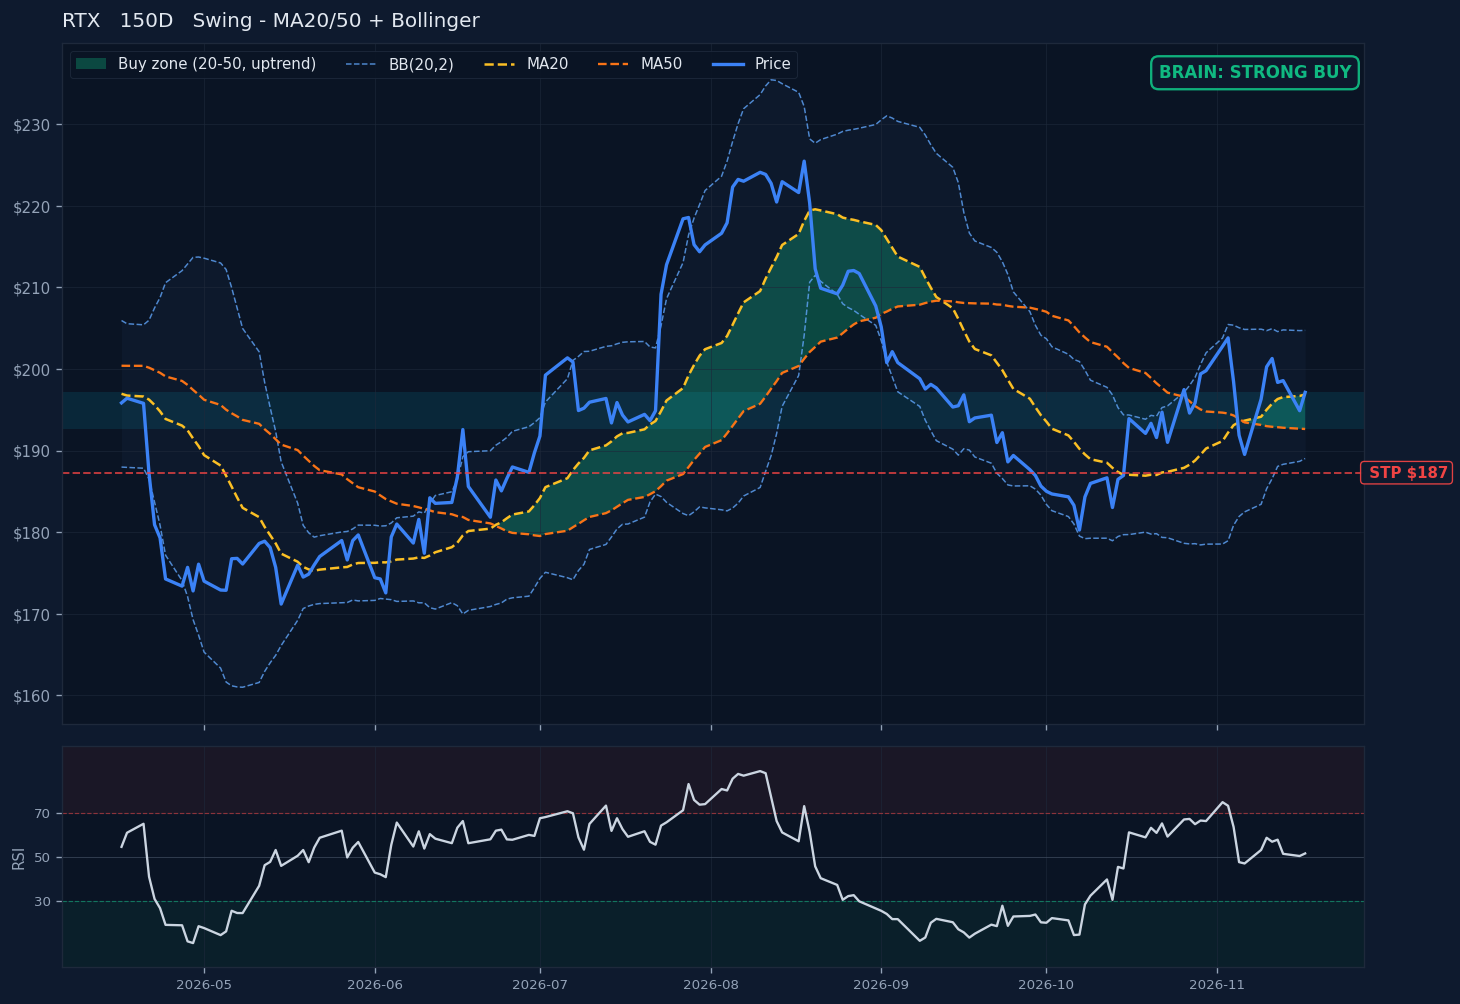 RTX   150D   Swing - MA20/50 + Bollinger
Buy zone (20-50, uptrend)   BB(20,2)   MA20   MA50   Price
BRAIN: STRONG BUY
$230
$220
$210
$200
$190
$180
$170
$160
STP $187
RSI
70
50
30
2026-05   2026-06   2026-07   2026-08   2026-09   2026-10   2026-11